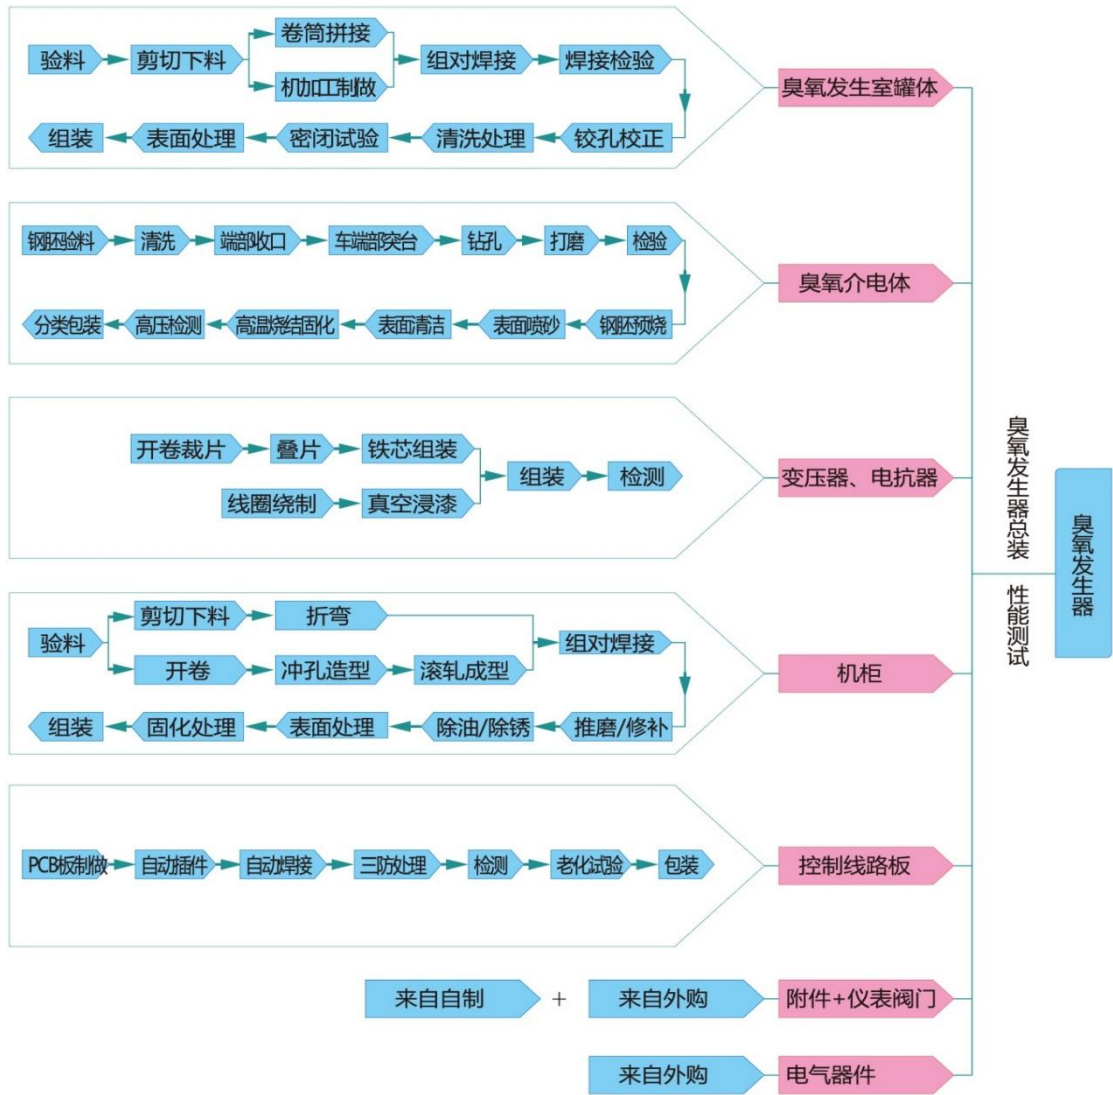 验料
剪切下料
卷筒拼接
机加工制做
组对焊接
焊接检验
铰孔校正
清洗处理
密闭试验
表面处理
组装
臭氧发生室罐体
钢胚验料
清洗
端部收口
车端部突台
钻孔
打磨
检验
钢胚预烧
表面喷砂
表面清洁
高温烧结固化
高压检测
分类包装
臭氧介电体
开卷裁片
叠片
铁芯组装
线圈绕制
真空浸漆
组装
检测
变压器、电抗器
验料
剪切下料
折弯
开卷
冲孔造型
滚轧成型
组对焊接
推磨/修补
除油/除锈
表面处理
固化处理
组装
机柜
PCB板制做
自动插件
自动焊接
三防处理
检测
老化试验
包装
控制线路板
来自自制
+
来自外购
附件+仪表阀门
来自外购
电气器件
臭氧发生器总装
性能测试
臭氧发生器